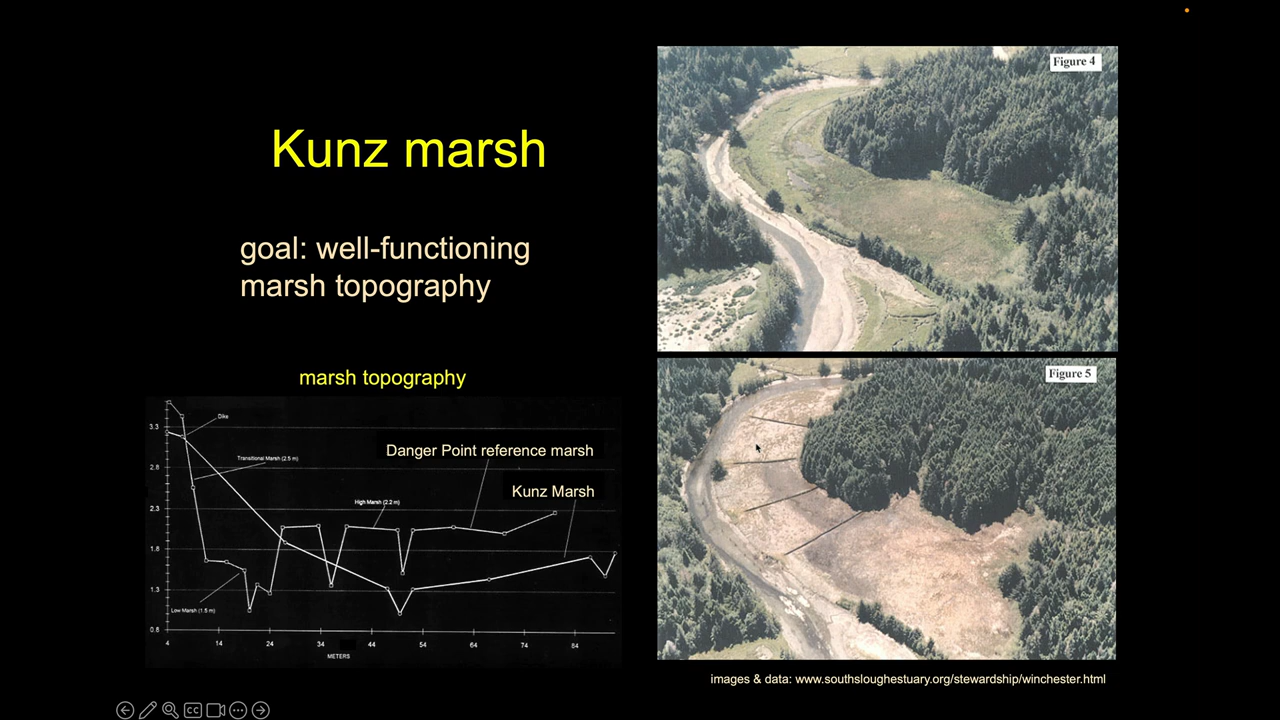 Kunz marsh
goal: well-functioning
marsh topography
marsh topography
3.3
2.8
2.3
1.8
1.3
0.8
Dike
Transitional Marsh (2.5 m)
High Marsh (2.2 m)
Low Marsh (1.5 m)
Danger Point reference marsh
Kunz Marsh
4 14 24 34 44 54 64 74 84
METERS
Figure 4
Figure 5
images & data: www.southsloughestuary.org/stewardship/winchester.html
CC